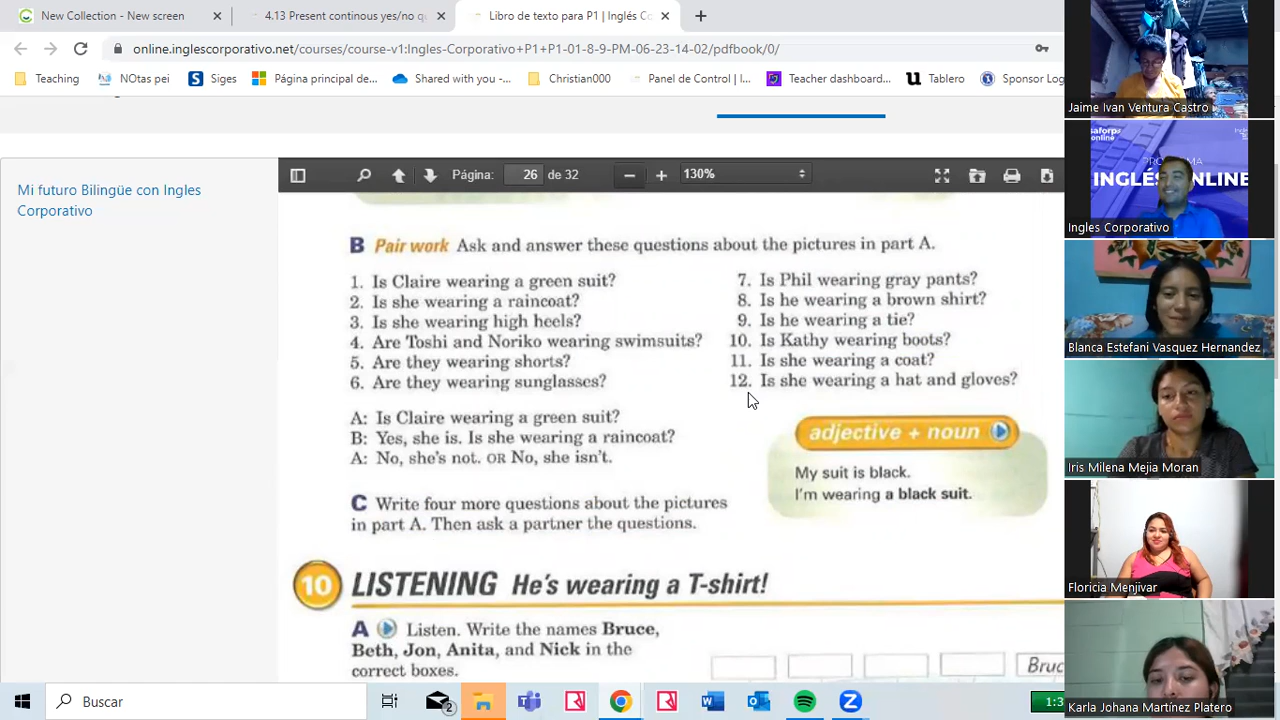 New Collection - New screen
4.13 Present continous yes/no qu
Libro de texto para P1 | Inglés Co
online.inglescorporativo.net/courses/course-v1:Ingles-Corporativo+P1+P1-01-8-9-PM-06-23-14-02/pdfbook/0/
Teaching
NOtas pei
Siges
Página principal de...
Shared with you -...
Christian000
Panel de Control | I...
Teacher dashboard...
Tablero
Sponsor Log
Mi futuro Bilingüe con Ingles
Corporativo
Página: 26 de 32
130%
B Pair work Ask and answer these questions about the pictures in part A.
1. Is Claire wearing a green suit?
2. Is she wearing a raincoat?
3. Is she wearing high heels?
4. Are Toshi and Noriko wearing swimsuits?
5. Are they wearing shorts?
6. Are they wearing sunglasses?
7. Is Phil wearing gray pants?
8. Is he wearing a brown shirt?
9. Is he wearing a tie?
10. Is Kathy wearing boots?
11. Is she wearing a coat?
12. Is she wearing a hat and gloves?
A: Is Claire wearing a green suit?
B: Yes, she is. Is she wearing a raincoat?
A: No, she's not. OR No, she isn't.
adjective + noun
My suit is black.
I'm wearing a black suit.
C Write four more questions about the pictures
in part A. Then ask a partner the questions.
10 LISTENING He's wearing a T-shirt!
A Listen. Write the names Bruce,
Beth, Jon, Anita, and Nick in the
correct boxes.
Bruc
Buscar
2
1:3
Jaime Ivan Ventura Castro
online
INGLÉS ONLINE
Ingles Corporativo
Blanca Estefani Vasquez Hernandez
Iris Milena Mejia Moran
Floricia Menjivar
Karla Johana Martínez Platero